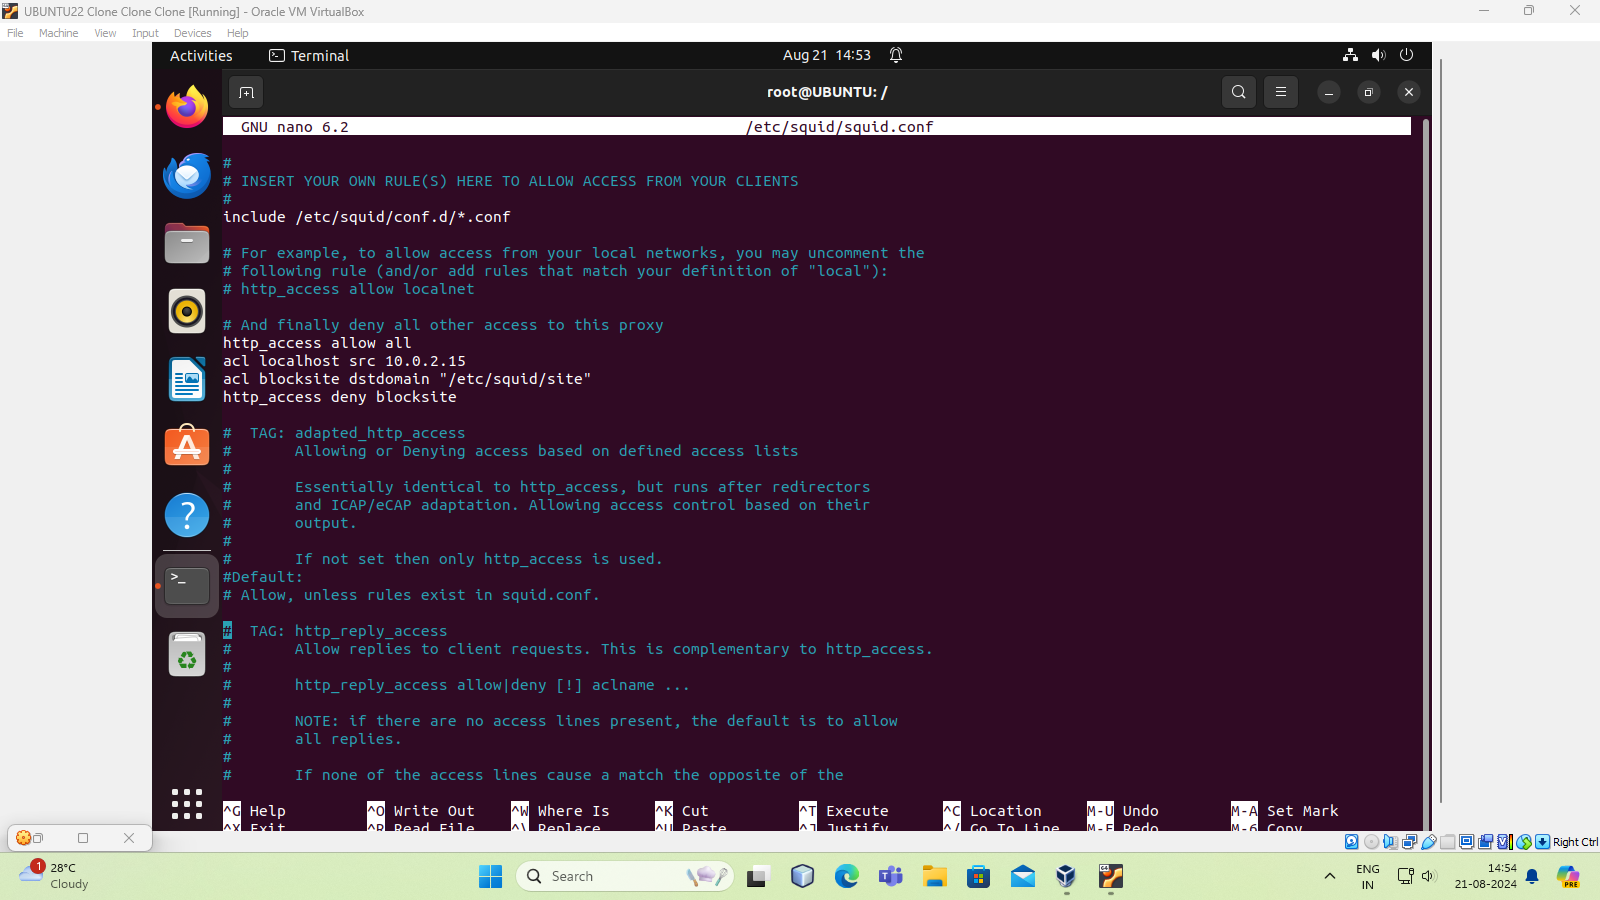 UBUNTU22 Clone Clone Clone [Running] - Oracle VM VirtualBox
File Machine View Input Devices Help
Activities Terminal Aug 21 14:53
root@UBUNTU: /
GNU nano 6.2 /etc/squid/squid.conf
#
# INSERT YOUR OWN RULE(S) HERE TO ALLOW ACCESS FROM YOUR CLIENTS
#
include /etc/squid/conf.d/*.conf
# For example, to allow access from your local networks, you may uncomment the
# following rule (and/or add rules that match your definition of "local"):
# http_access allow localnet
# And finally deny all other access to this proxy
http_access allow all
acl localhost src 10.0.2.15
acl blocksite dstdomain "/etc/squid/site"
http_access deny blocksite
# TAG: adapted_http_access
# Allowing or Denying access based on defined access lists
#
# Essentially identical to http_access, but runs after redirectors
# and ICAP/eCAP adaptation. Allowing access control based on their
# output.
#
# If not set then only http_access is used.
#Default:
# Allow, unless rules exist in squid.conf.
# TAG: http_reply_access
# Allow replies to client requests. This is complementary to http_access.
#
# http_reply_access allow|deny [!] aclname ...
#
# NOTE: if there are no access lines present, the default is to allow
# all replies.
#
# If none of the access lines cause a match the opposite of the
^G Help ^O Write Out ^W Where Is ^K Cut ^T Execute ^C Location M-U Undo M-A Set Mark
^X Exit ^R Read File ^\ Replace ^U Paste ^J Justify ^/ Go To Line M-E Redo M-6 Copy
Right Ctrl
1
28°C
Cloudy
Search
ENG
IN
14:54
21-08-2024
PRE